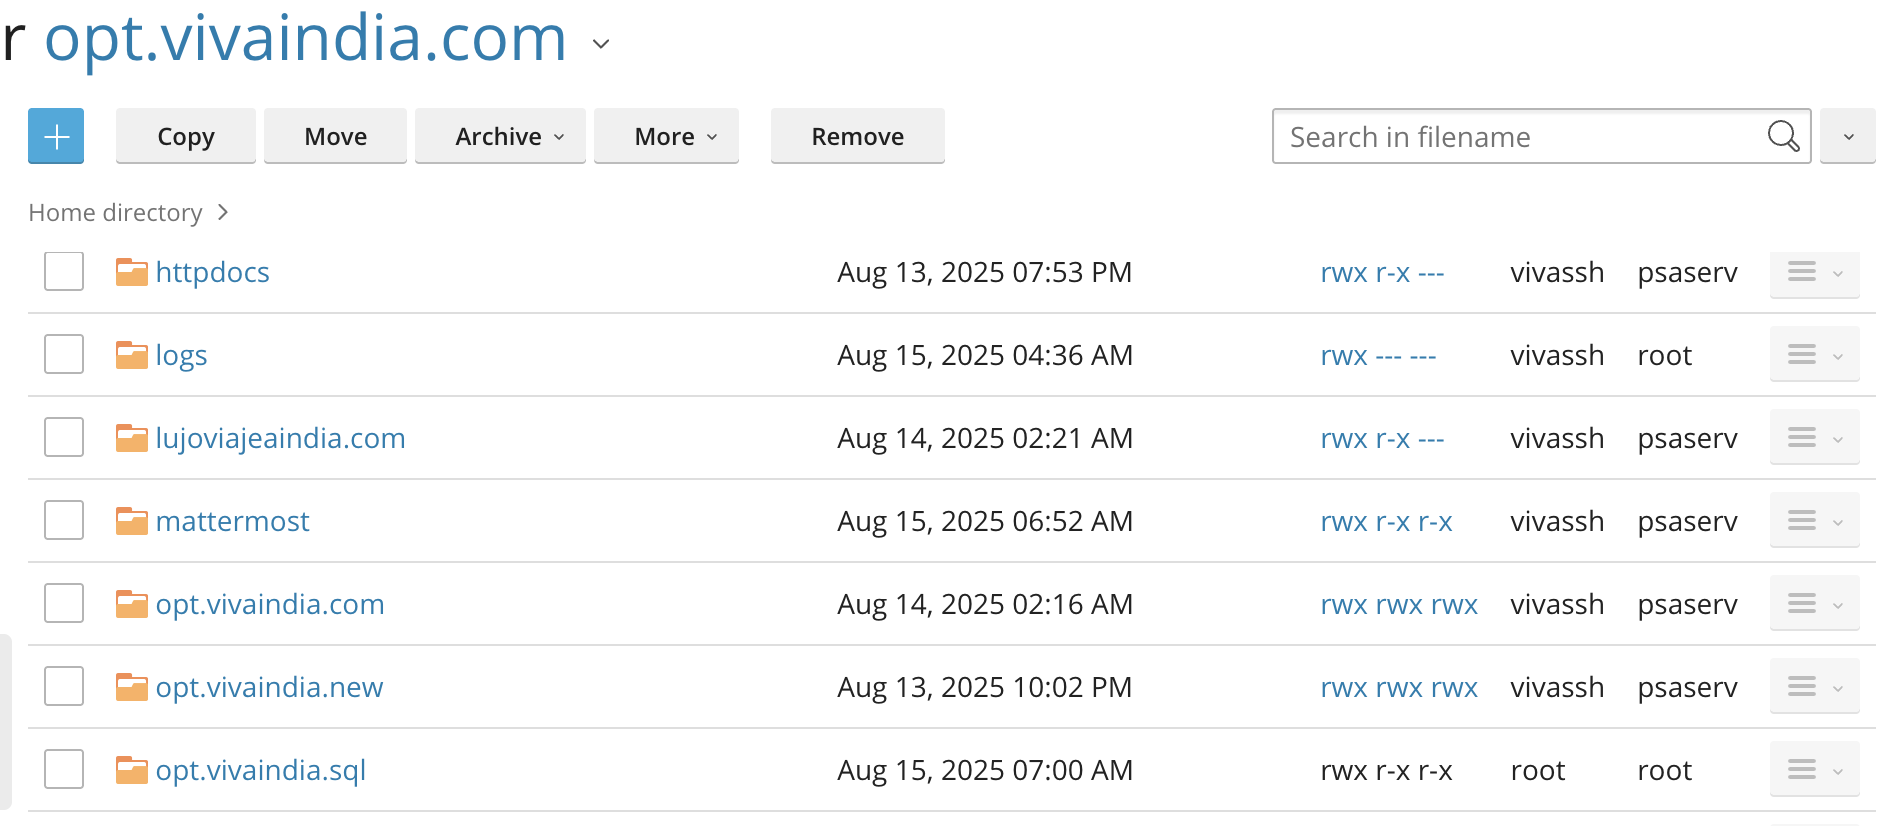 r opt.vivaindia.com
Copy Move Archive More Remove Search in filename
Home directory
httpdocs Aug 13, 2025 07:53 PM rwx r-x --- vivassh psaserv
logs Aug 15, 2025 04:36 AM rwx --- --- vivassh root
lujoviajeaindia.com Aug 14, 2025 02:21 AM rwx r-x --- vivassh psaserv
mattermost Aug 15, 2025 06:52 AM rwx r-x r-x vivassh psaserv
opt.vivaindia.com Aug 14, 2025 02:16 AM rwx rwx rwx vivassh psaserv
opt.vivaindia.new Aug 13, 2025 10:02 PM rwx rwx rwx vivassh psaserv
opt.vivaindia.sql Aug 15, 2025 07:00 AM rwx r-x r-x root root